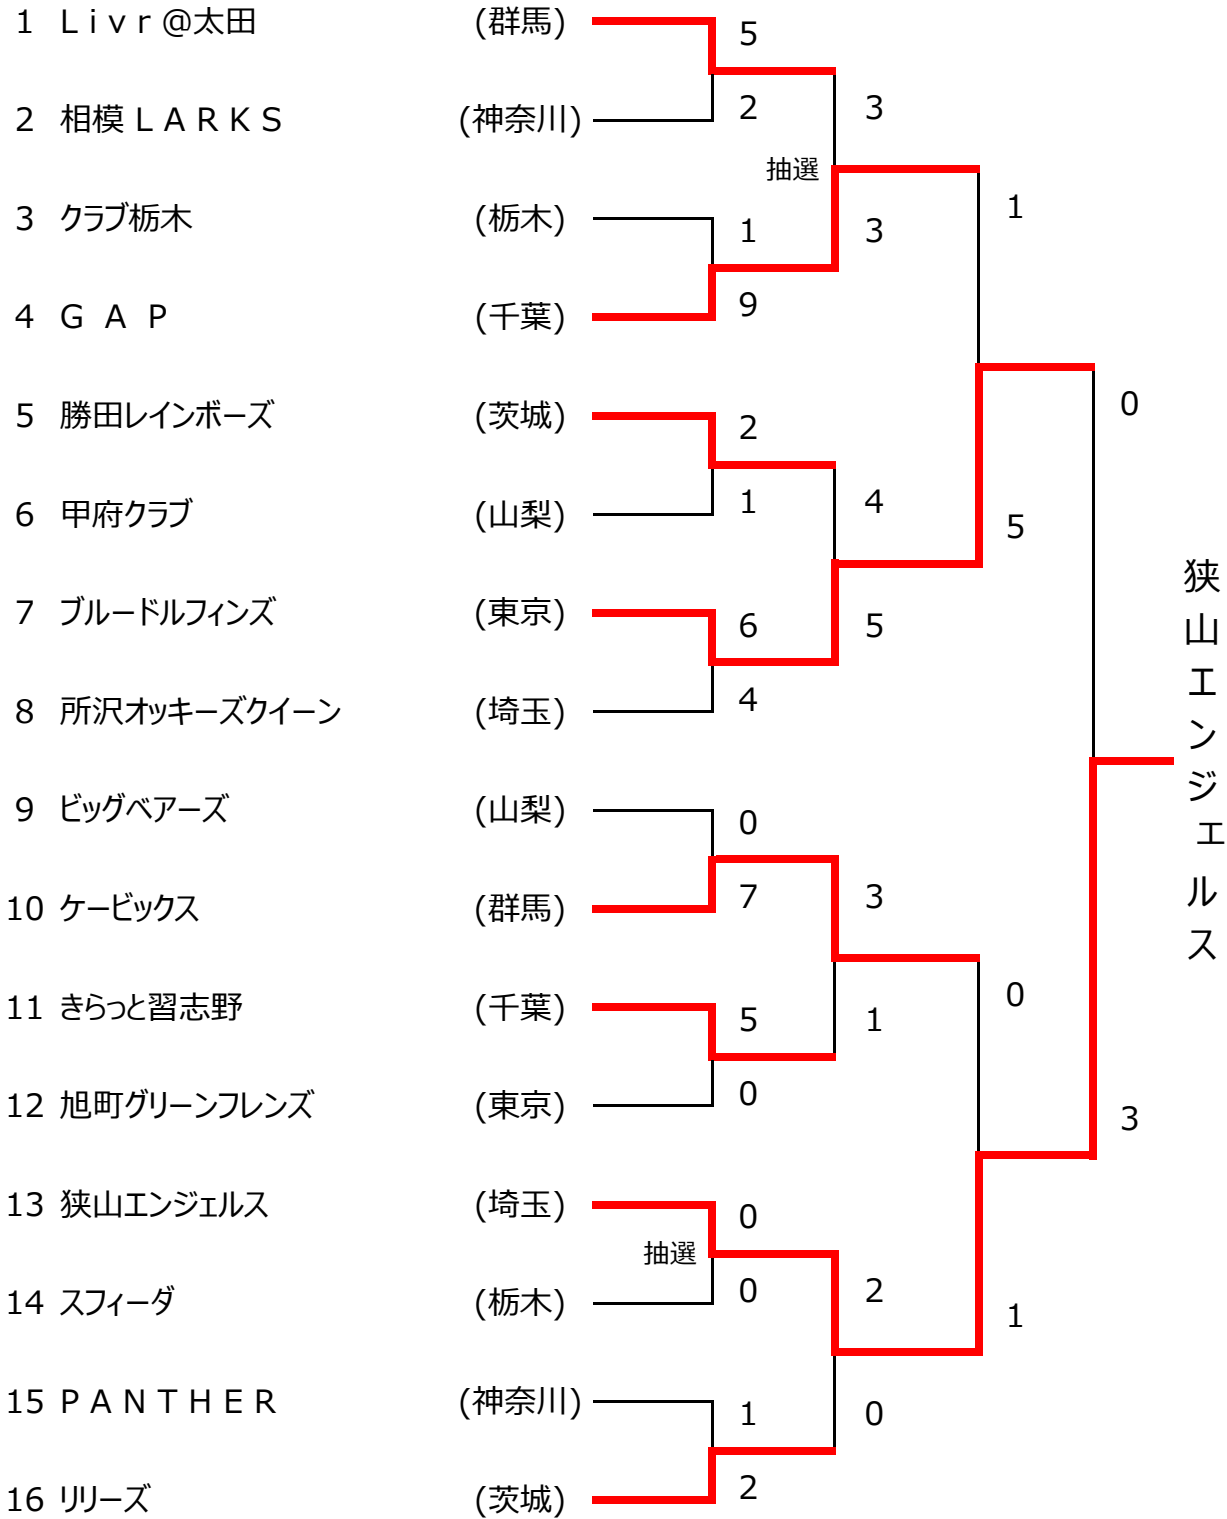 1 Ｌｉｖｒ＠太田 (群馬) 5
2 相模ＬＡＲＫＳ (神奈川) 2 3
抽選
3 クラブ栃木 (栃木) 1 3 1
4 Ｇ Ａ Ｐ (千葉) 9
5 勝田レインボーズ (茨城) 2 0
6 甲府クラブ (山梨) 1 4 5
7 ブルードルフィンズ (東京) 6 5
8 所沢オッキーズクイーン (埼玉) 4
狭山エンジェルス
9 ビッグベアーズ (山梨) 0
10 ケービックス (群馬) 7 3
11 きらっと習志野 (千葉) 5 1 0
12 旭町グリーンフレンズ (東京) 0 3
13 狭山エンジェルス (埼玉) 0
抽選
14 スフィーダ (栃木) 0 2 1
15 ＰＡＮＴＨＥＲ (神奈川) 1 0
16 リリーズ (茨城) 2